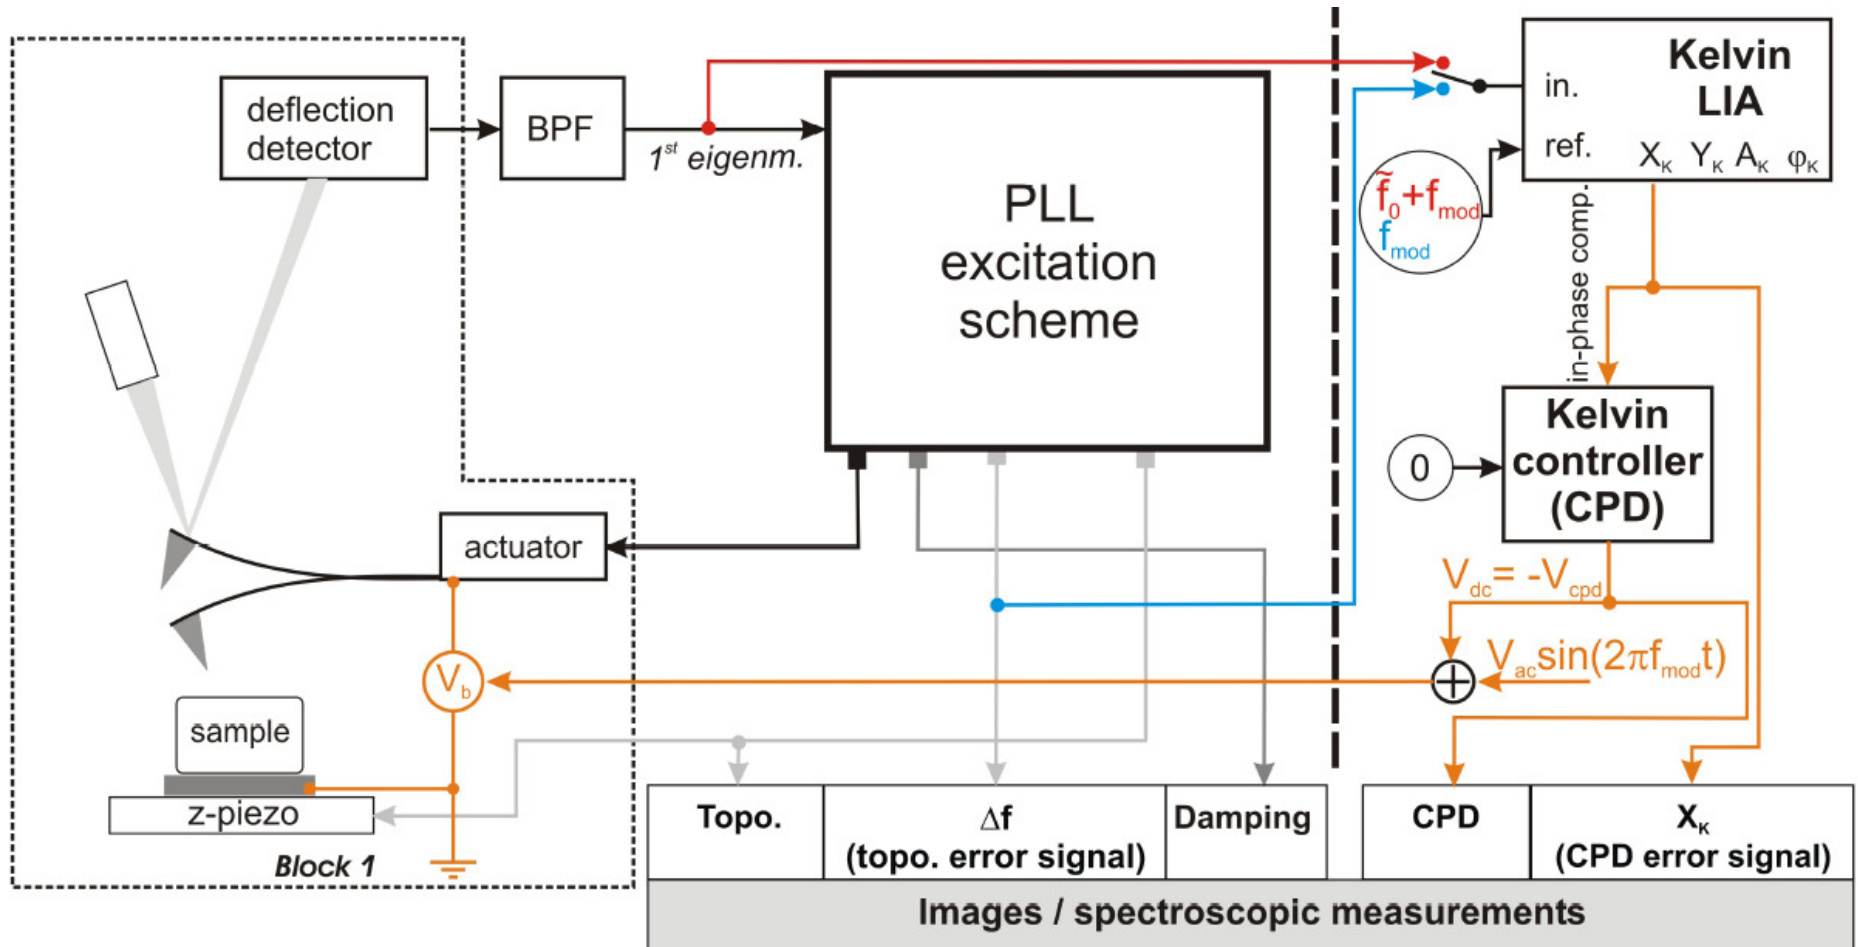 deflection
detector
BPF
1st eigenm.
PLL
excitation
scheme
Kelvin
LIA
in.
ref.
XK YK AK φK
f̃0+fmod
fmod
in-phase comp.
Kelvin
controller
(CPD)
0
actuator
Vdc= -Vcpd
Vacsin(2πfmodt)
Vb
sample
z-piezo
Block 1
Topo.
Δf
(topo. error signal)
Damping
CPD
XK
(CPD error signal)
Images / spectroscopic measurements